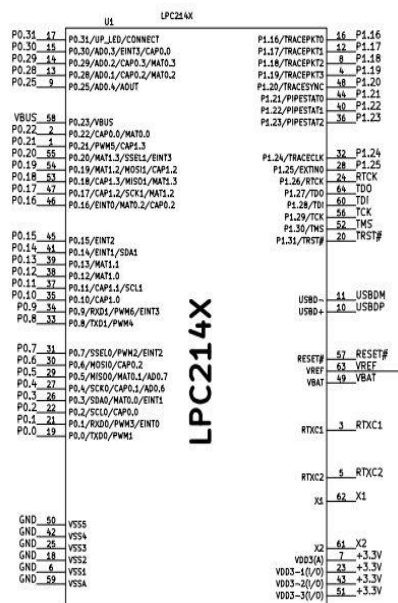 U1 LPC214X
P0.31 17 P0.31/UP_LED/CONNECT
P0.30 15 P0.30/AD0.3/EINT3/CAP0.0
P0.29 14 P0.29/AD0.2/CAP0.3/MAT0.3
P0.28 13 P0.28/AD0.1/CAP0.2/MAT0.2
P0.25 9 P0.25/AD0.4/AOUT
VBUS 58 P0.23/VBUS
P0.22 2 P0.22/CAP0.0/MAT0.0
P0.21 1 P0.21/PWM5/CAP1.3
P0.20 55 P0.20/MAT1.3/SSEL1/EINT3
P0.19 54 P0.19/MAT1.2/MOSI1/CAP1.2
P0.18 53 P0.18/CAP1.3/MISO1/MAT1.3
P0.17 47 P0.17/CAP1.2/SCK1/MAT1.2
P0.16 46 P0.16/EINT0/MAT0.2/CAP0.2
P0.15 45 P0.15/EINT2
P0.14 41 P0.14/EINT1/SDA1
P0.13 39 P0.13/MAT1.1
P0.12 38 P0.12/MAT1.0
P0.11 37 P0.11/CAP1.1/SCL1
P0.10 35 P0.10/CAP1.0
P0.9 34 P0.9/RXD1/PWM6/EINT3
P0.8 33 P0.8/TXD1/PWM4
P0.7 31 P0.7/SSEL0/PWM2/EINT2
P0.6 30 P0.6/MOSI0/CAP0.2
P0.5 29 P0.5/MISO0/MAT0.1/AD0.7
P0.4 27 P0.4/SCK0/CAP0.1/AD0.6
P0.3 26 P0.3/SDA0/MAT0.0/EINT1
P0.2 22 P0.2/SCL0/CAP0.0
P0.1 21 P0.1/RXD0/PWM3/EINT0
P0.0 19 P0.0/TXD0/PWM1
GND 50 VSS5
GND 42 VSS4
GND 25 VSS3
GND 18 VSS2
GND 6 VSS1
GND 59 VSSA
LPC214X
P1.16/TRACEPKT0 16 P1.16
P1.17/TRACEPKT1 12 P1.17
P1.18/TRACEPKT2 8 P1.18
P1.19/TRACEPKT3 4 P1.19
P1.20/TRACESYNC 48 P1.20
P1.21/PIPESTAT0 44 P1.21
P1.22/PIPESTAT1 40 P1.22
P1.23/PIPESTAT2 36 P1.23
P1.24/TRACECLK 32 P1.24
P1.25/EXTIN0 28 P1.25
P1.26/RTCK 24 RTCK
P1.27/TDO 64 TDO
P1.28/TDI 60 TDI
P1.29/TCK 56 TCK
P1.30/TMS 52 TMS
P1.31/TRST# 20 TRST#
USBD- 11 USBDM
USBD+ 10 USBDP
RESET# 57 RESET#
VREF 63 VREF
VBAT 49 VBAT
RTXC1 3 RTXC1
RTXC2 5 RTXC2
X1 62 X1
X2 61 X2
VDD3(A) 7 +3.3V
VDD3-1(I/O) 23 +3.3V
VDD3-2(I/O) 43 +3.3V
VDD3-3(I/O) 51 +3.3V